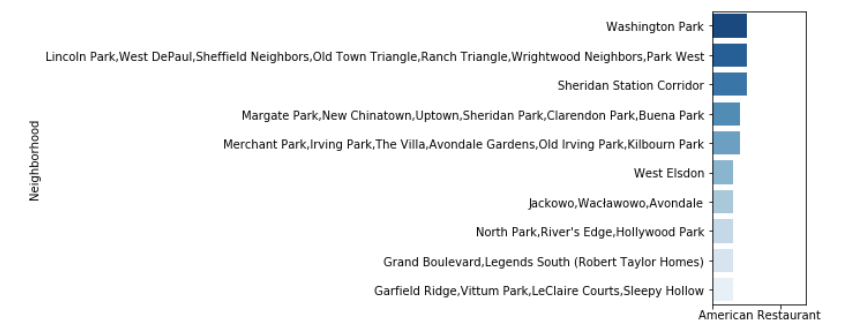 Washington Park
Lincoln Park,West DePaul,Sheffield Neighbors,Old Town Triangle,Ranch Triangle,Wrightwood Neighbors,Park West
Sheridan Station Corridor
Margate Park,New Chinatown,Uptown,Sheridan Park,Clarendon Park,Buena Park
Merchant Park,Irving Park,The Villa,Avondale Gardens,Old Irving Park,Kilbourn Park
Neighborhood
West Elsdon
Jackowo,Wacławowo,Avondale
North Park,River's Edge,Hollywood Park
Grand Boulevard,Legends South (Robert Taylor Homes)
Garfield Ridge,Vittum Park,LeClaire Courts,Sleepy Hollow
American Restaurant